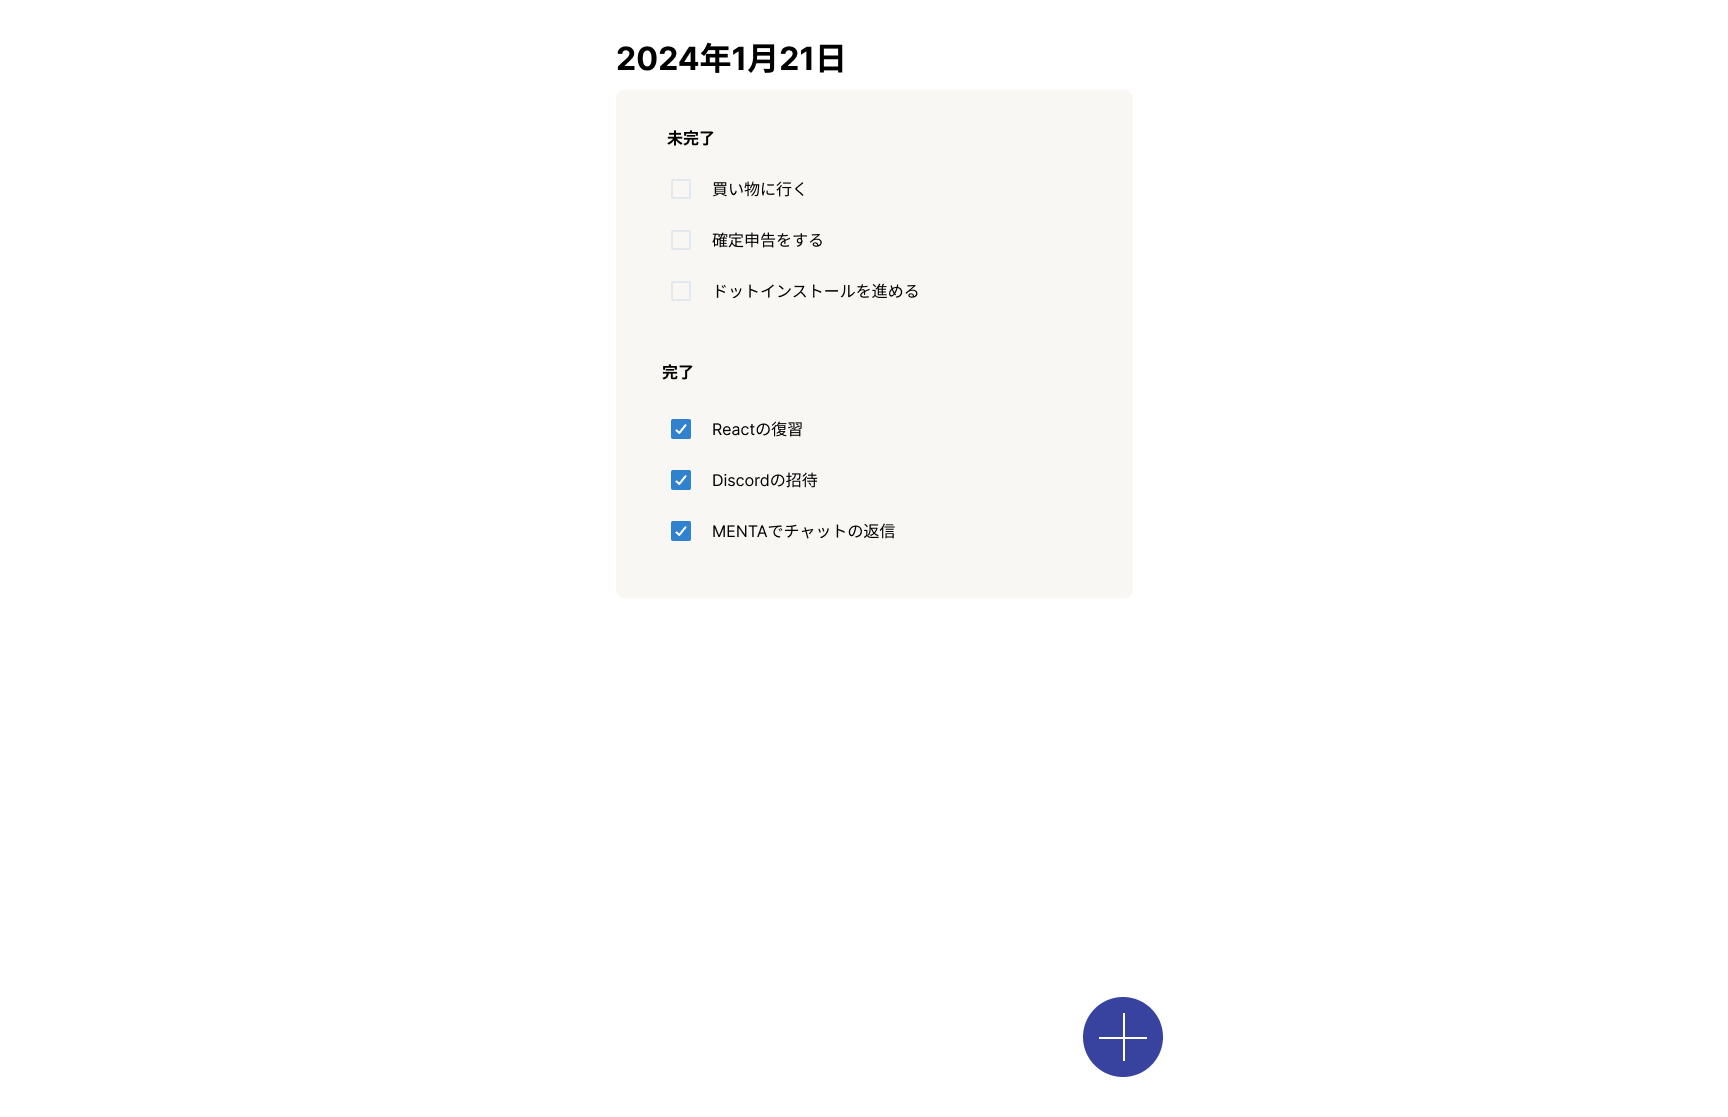 2024年1月21日
未完了
買い物に行く
確定申告をする
ドットインストールを進める
完了
Reactの復習
Discordの招待
MENTAでチャットの返信